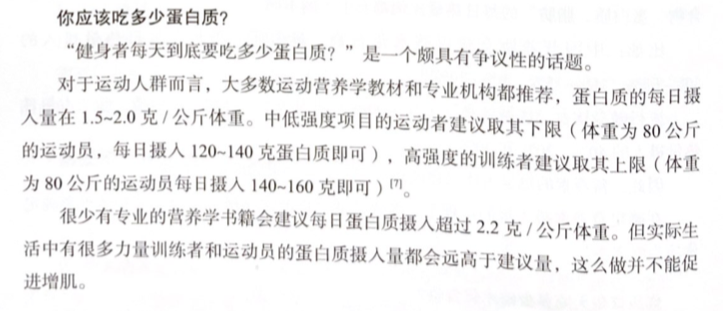 你应该吃多少蛋白质?
“健身者每天到底要吃多少蛋白质?”是一个颇具有争议性的话题。
对于运动人群而言，大多数运动营养学教材和专业机构都推荐，蛋白质的每日摄
入量在 1.5~2.0 克 / 公斤体重。中低强度项目的运动者建议取其下限（体重为 80 公斤
的运动员，每日摄入 120~140 克蛋白质即可），高强度的训练者建议取其上限（体重
为 80 公斤的运动员每日摄入 140~160 克即可）[7]。
很少有专业的营养学书籍会建议每日蛋白质摄入超过 2.2 克 / 公斤体重。但实际生
活中有很多力量训练者和运动员的蛋白质摄入量都会远高于建议量，这么做并不能促
进增肌。